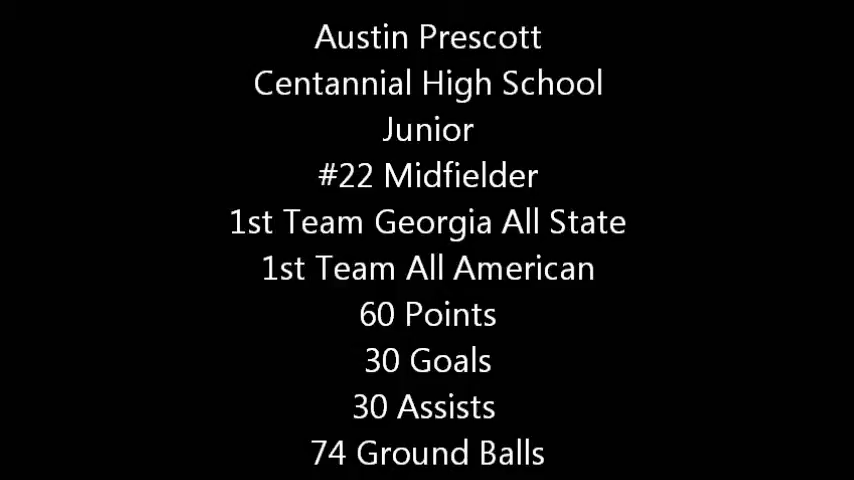 Austin Prescott
Centannial High School
Junior
#22 Midfielder
1st Team Georgia All State
1st Team All American
60 Points
30 Goals
30 Assists
74 Ground Balls